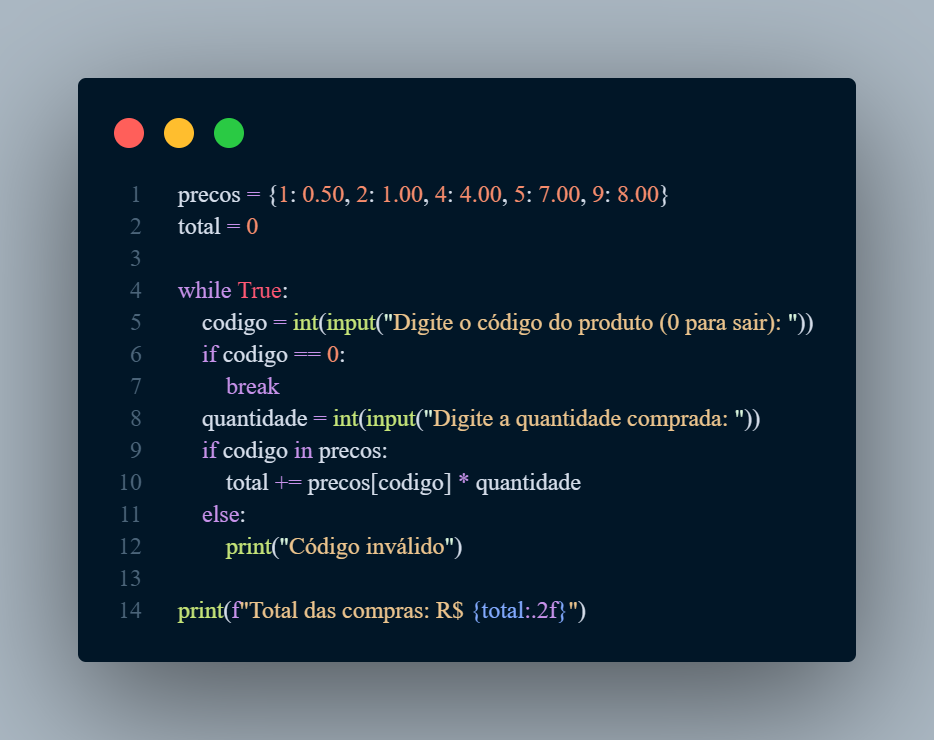 1 precos = {1: 0.50, 2: 1.00, 4: 4.00, 5: 7.00, 9: 8.00}
2 total = 0
3
4 while True:
5     codigo = int(input("Digite o código do produto (0 para sair): "))
6     if codigo == 0:
7         break
8     quantidade = int(input("Digite a quantidade comprada: "))
9     if codigo in precos:
10         total += precos[codigo] * quantidade
11     else:
12         print("Código inválido")
13
14 print(f"Total das compras: R$ {total:.2f}")